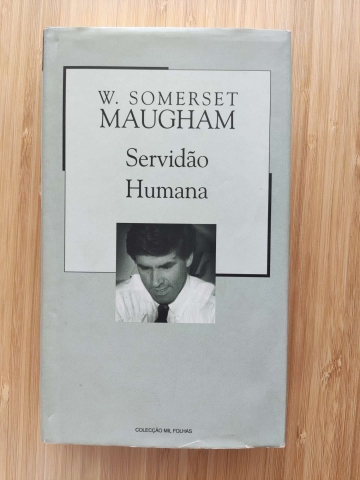 W. SOMERSET
MAUGHAM
Servidão
Humana
COLECÇÃO MIL FOLHAS